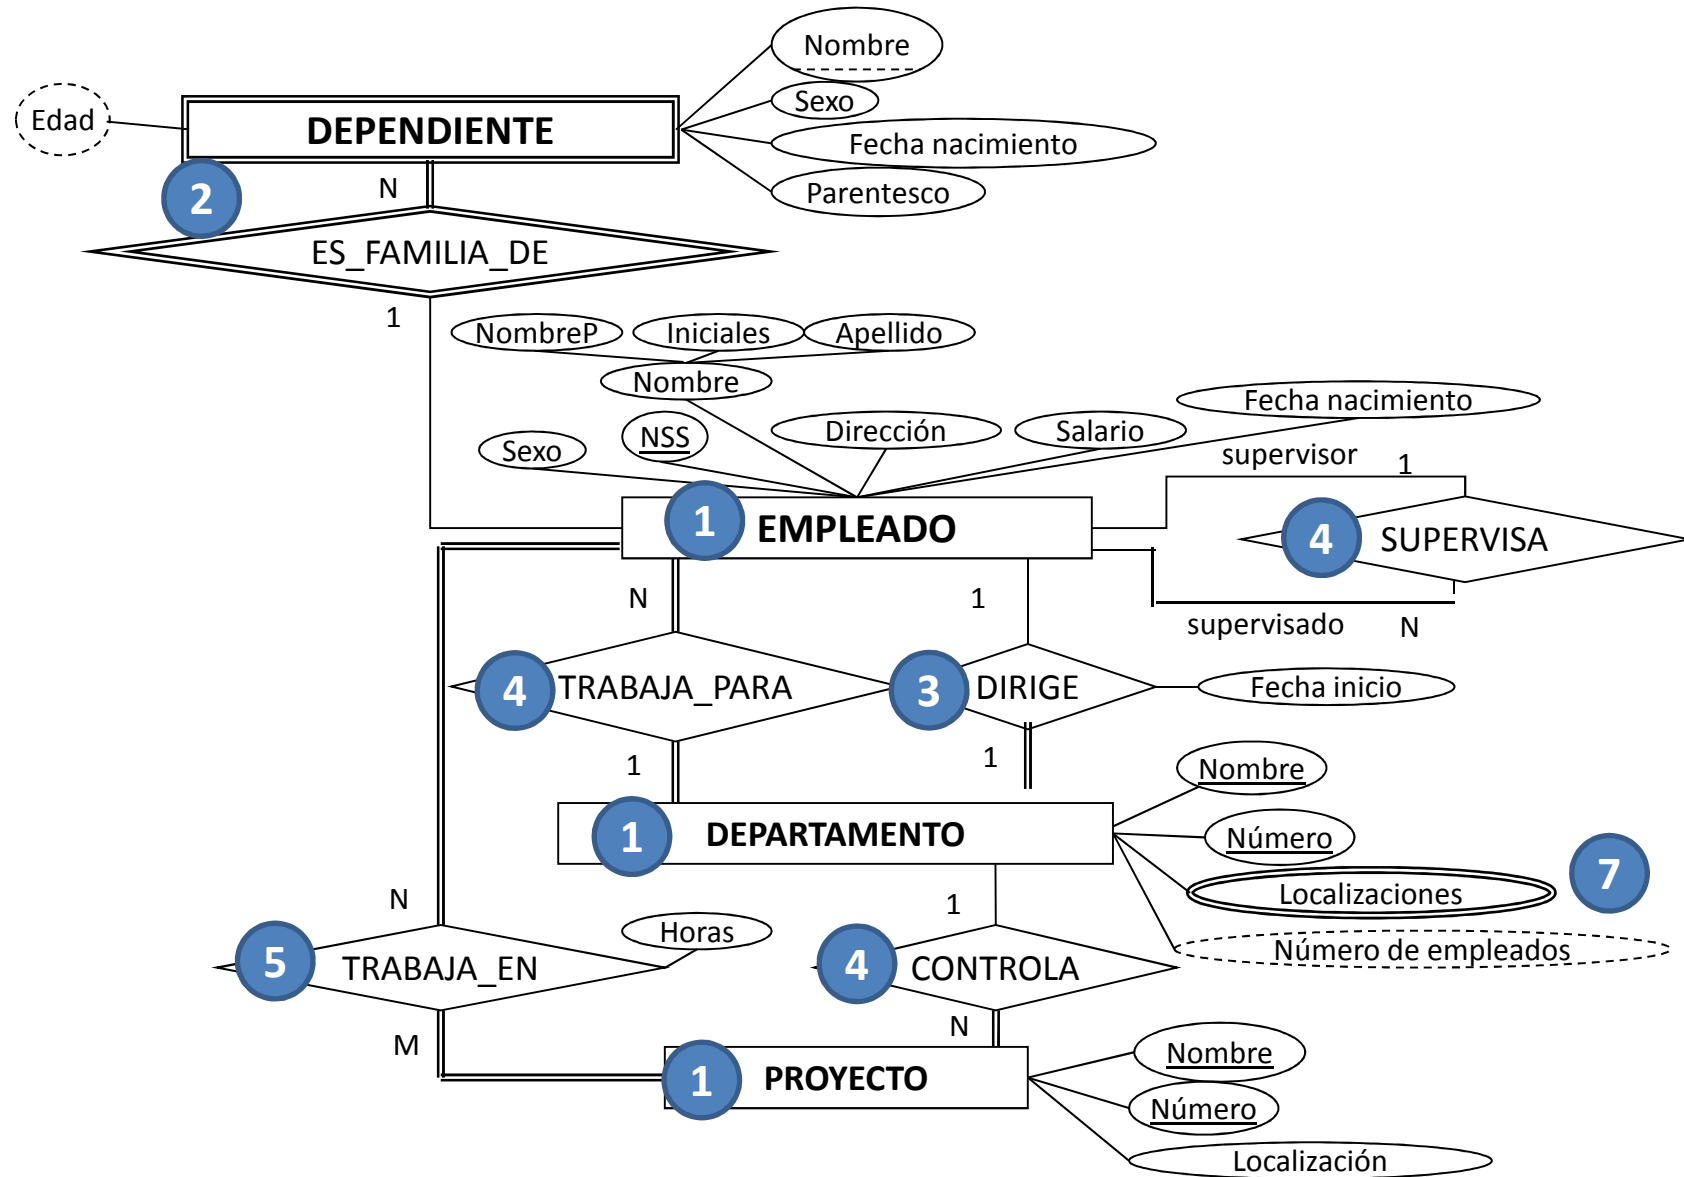 Nombre
Edad
DEPENDIENTE
Sexo
Fecha nacimiento
Parentesco
2
N
ES_FAMILIA_DE
1
NombreP
Iniciales
Apellido
Nombre
Fecha nacimiento
Sexo
NSS
Dirección
Salario
supervisor
1
1
EMPLEADO
4
SUPERVISA
N
1
supervisado
N
4
TRABAJA_PARA
3
DIRIGE
Fecha inicio
1
1
Nombre
1
DEPARTAMENTO
Número
Localizaciones
7
N
1
Horas
Número de empleados
5
TRABAJA_EN
4
CONTROLA
M
N
1
PROYECTO
Nombre
Número
Localización